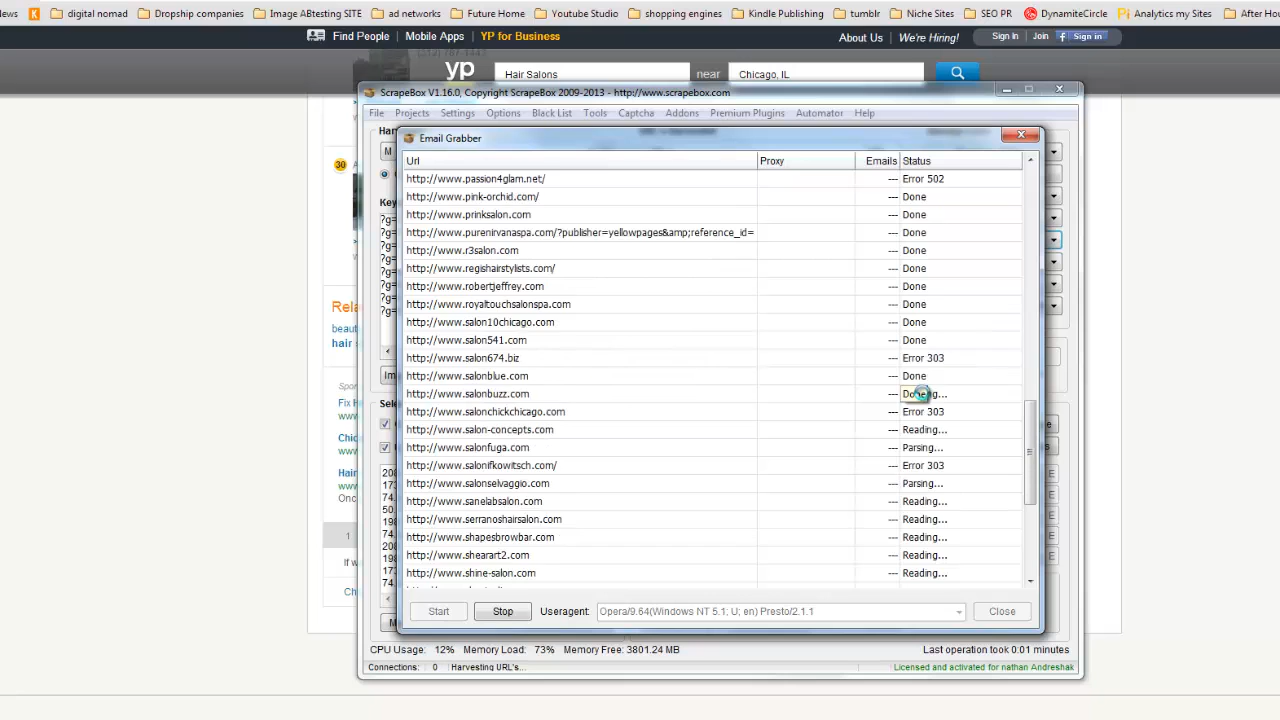 News digital nomad Dropship companies Image ABtesting SITE ad networks Future Home Youtube Studio shopping engines Kindle Publishing tumblr Niche Sites SEO PR DynamiteCircle Analytics my Sites After Ho
Find People Mobile Apps YP for Business About Us We're Hiring! Sign In Join Sign in
yp Hair Salons near Chicago, IL
ScrapeBox V1.16.0, Copyright ScrapeBox 2009-2013 - http://www.scrapebox.com
File Projects Settings Options Black List Tools Captcha Addons Premium Plugins Automator Help
Email Grabber
Url Proxy Emails Status
http://www.passion4glam.net/ Error 502
http://www.pink-orchid.com/ --- Done
http://www.prinksalon.com --- Done
http://www.purenirvanaspa.com/?publisher=yellowpages&amp;reference_id= --- Done
http://www.r3salon.com --- Done
http://www.regishairstylists.com/ --- Done
http://www.robertjeffrey.com --- Done
http://www.royaltouchsalonspa.com --- Done
http://www.salon10chicago.com --- Done
http://www.salon541.com --- Done
http://www.salon674.biz --- Error 303
http://www.salonblue.com --- Done
http://www.salonbuzz.com ---
http://www.salonchickchicago.com --- Error 303
http://www.salon-concepts.com --- Reading...
http://www.salonfuga.com --- Parsing...
http://www.salonifkowitsch.com/ --- Error 303
http://www.salonselvaggio.com --- Parsing...
http://www.sanelabsalon.com --- Reading...
http://www.serranoshairsalon.com --- Reading...
http://www.shapesbrowbar.com --- Reading...
http://www.shearart2.com --- Reading...
http://www.shine-salon.com --- Reading...
Start Stop Useragent: Opera/9.64(Windows NT 5.1; U; en) Presto/2.1.1 Close
CPU Usage: 12% Memory Load: 73% Memory Free: 3801.24 MB Last operation took 0:01 minutes
Connections: 0 Harvesting URL's... Licensed and activated for nathan Andreshak
30